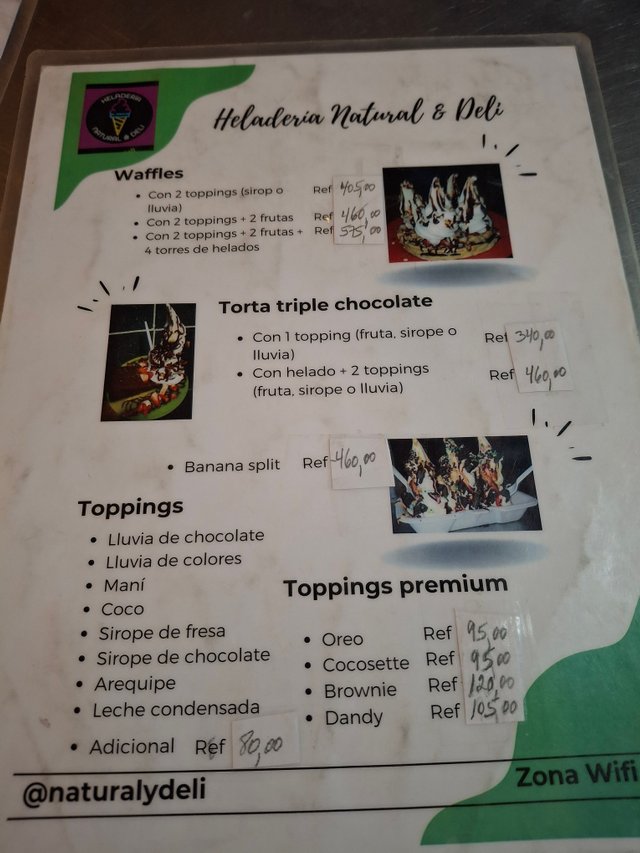 HELADERIA
NATURAL & DELI
Heladeria Natural & Deli
Waffles
Con 2 toppings (sirop o Ref 405,00
lluvia)
Con 2 toppings + 2 frutas Ref 460,00
Con 2 toppings + 2 frutas + Ref 575,00
4 torres de helados
Torta triple chocolate
Con 1 topping (fruta, sirope o Ref 340,00
lluvia)
Con helado + 2 toppings Ref 460,00
(fruta, sirope o lluvia)
Banana split Ref 460,00
Toppings
Lluvia de chocolate
Lluvia de colores
Maní
Coco
Sirope de fresa
Sirope de chocolate
Arequipe
Leche condensada
Adicional Ref 80,00
Toppings premium
Oreo Ref 95,00
Cocosette Ref 95,00
Brownie Ref 120,00
Dandy Ref 105,00
@naturalydeli
Zona Wifi